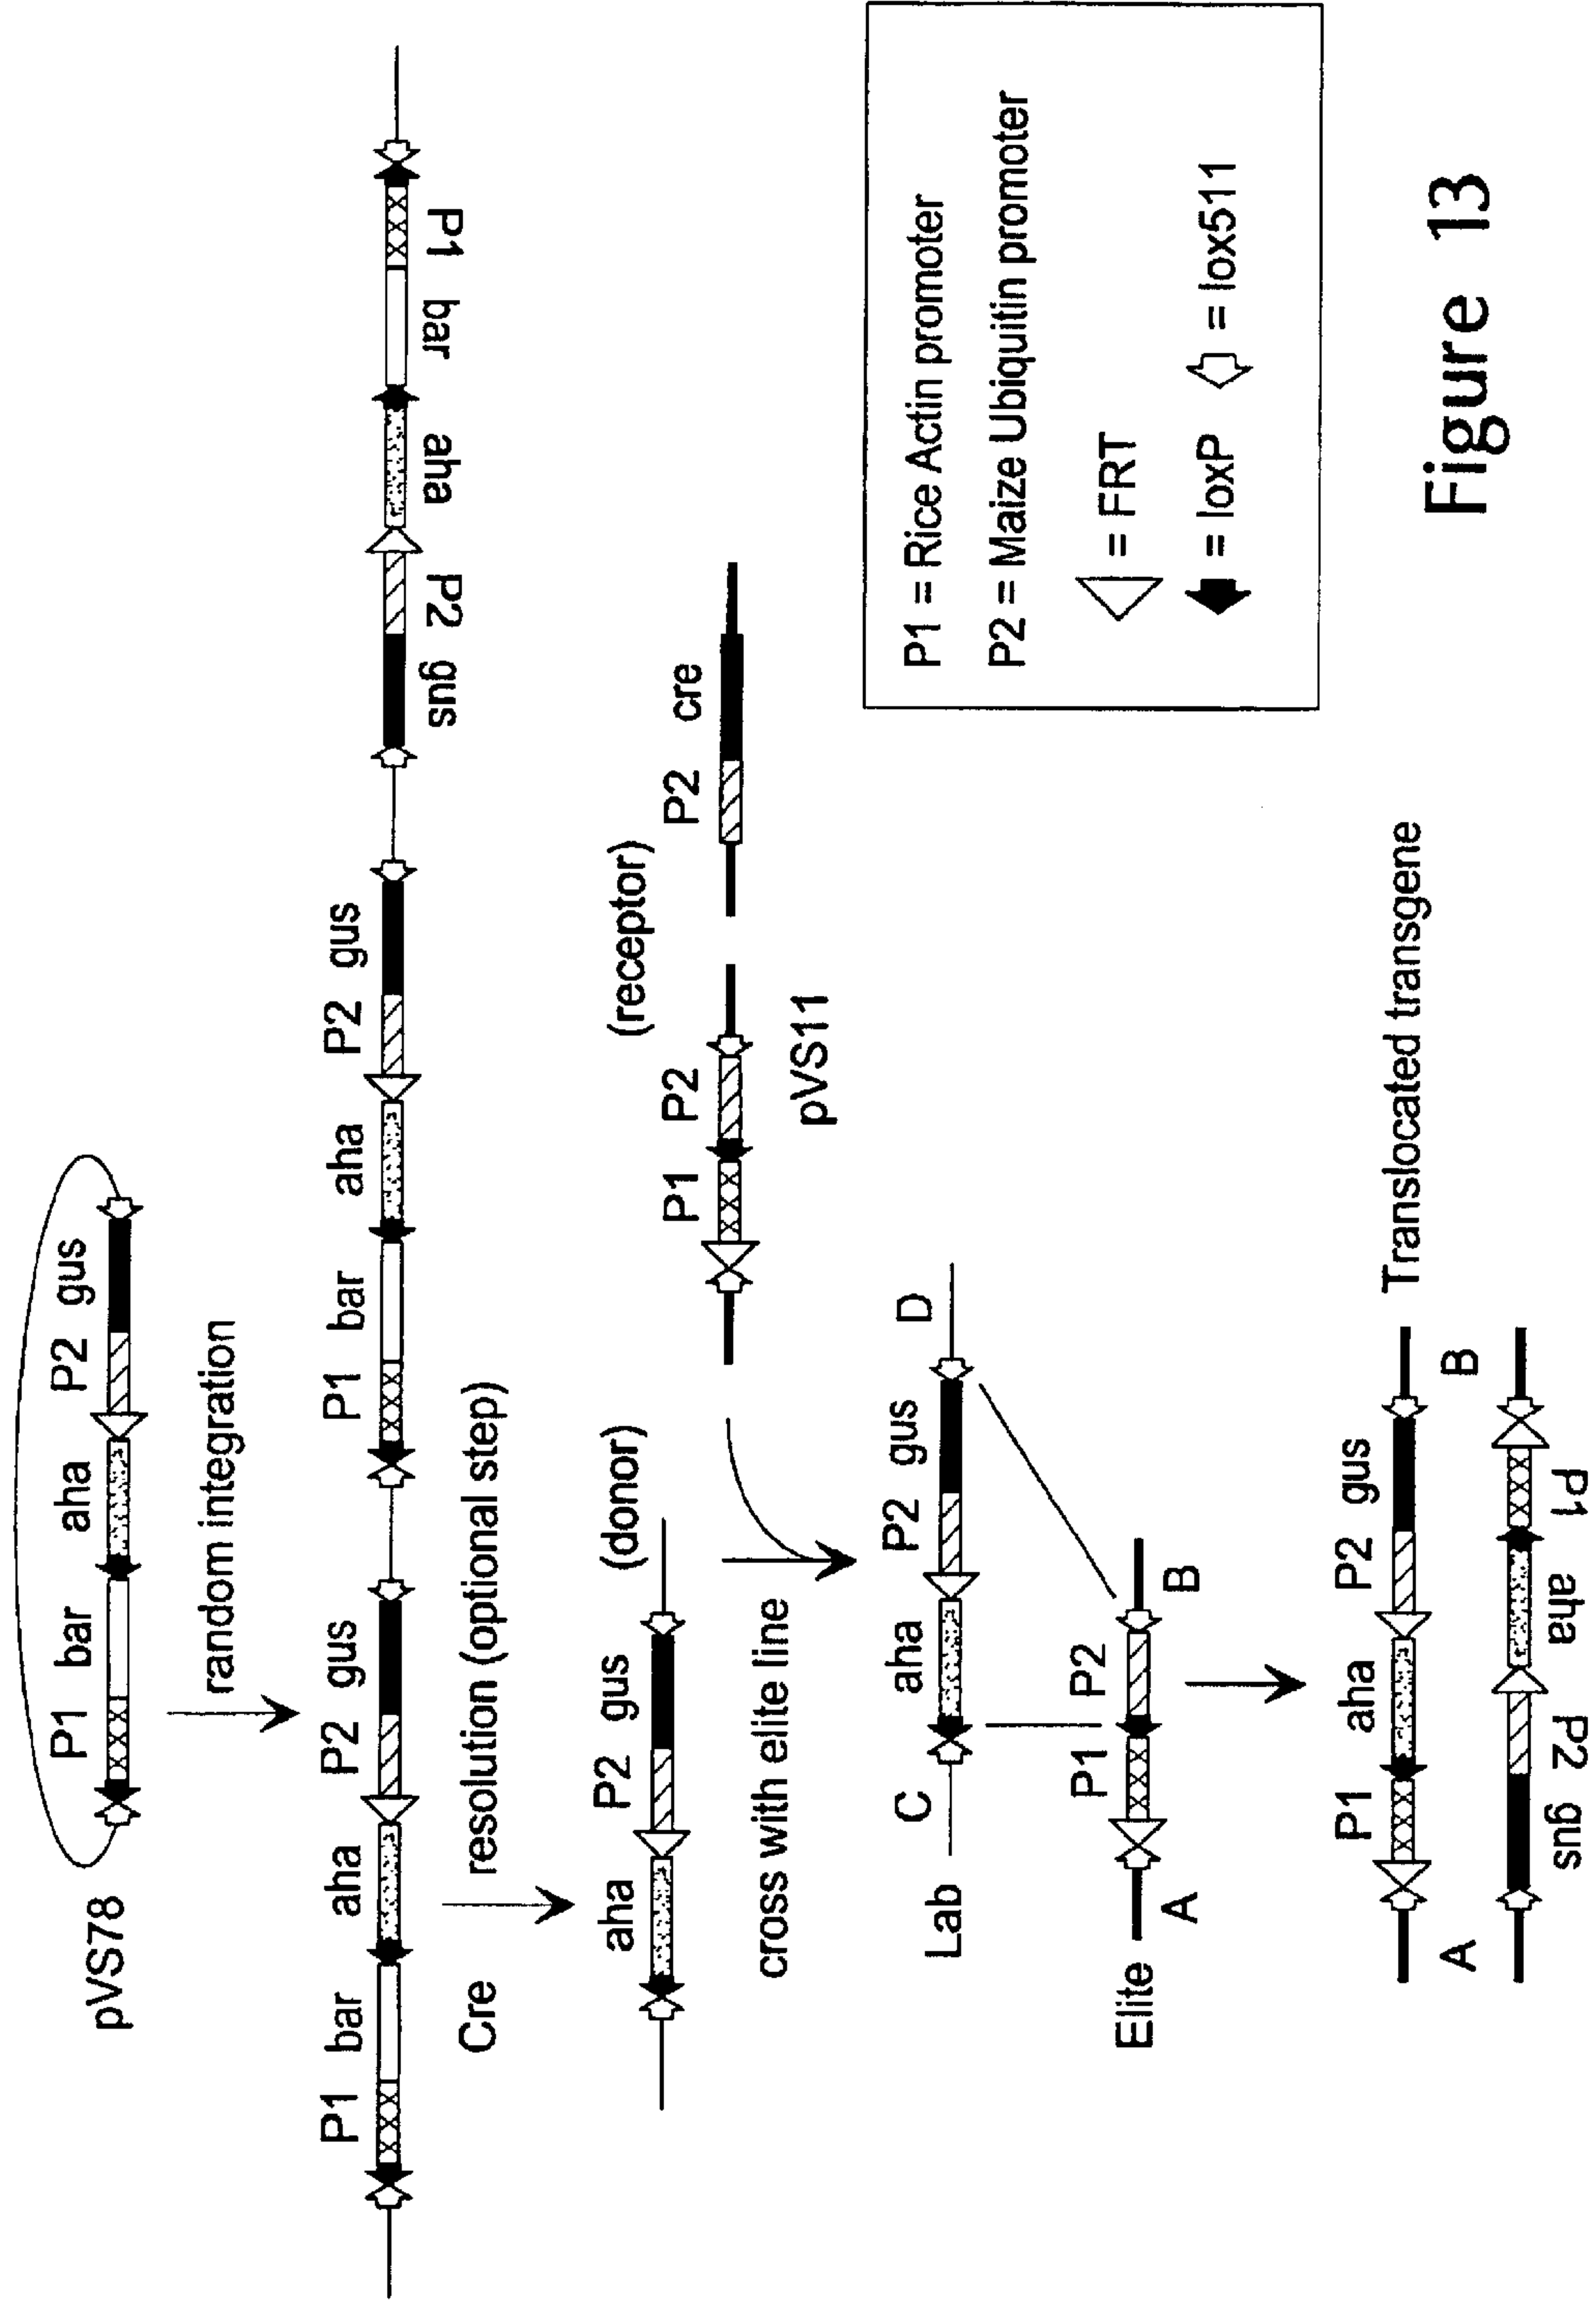 pVS78
P1 bar aha P2 gus
random integration
P1 bar aha P2 gus P1 bar aha P2 gus gus P2 aha bar P1
Cre resolution (optional step)
aha P2 gus (donor)
(receptor)
P1 P2 P2 cre
pVS11
cross with elite line
Lab C aha P2 gus D
Elite A P1 P2 B
P1 aha P2 gus Translocated transgene
A B
gus P2 aha P1
P1 = Rice Actin promoter
P2 = Maize Ubiquitin promoter
= FRT
= loxP = lox511
Figure 13